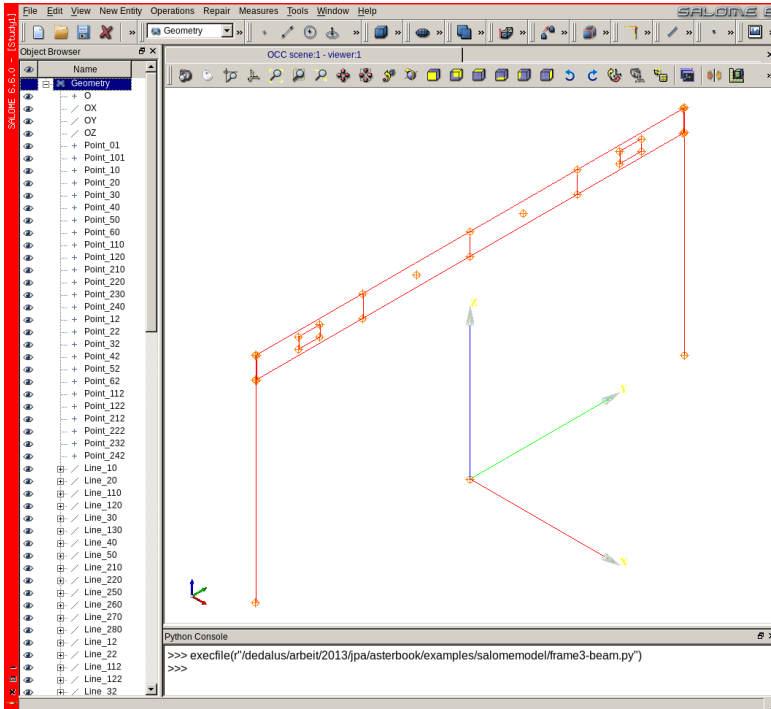 File Edit View New Entity Operations Repair Measures Tools Window Help
SALOME 6
SALOME 6.6.0 - [Study1]
Geometry
Object Browser
OCC scene:1 - viewer:1
Name
Geometry
O
OX
OY
OZ
Point_01
Point_101
Point_10
Point_20
Point_30
Point_40
Point_50
Point_60
Point_110
Point_120
Point_210
Point_220
Point_230
Point_240
Point_12
Point_22
Point_32
Point_42
Point_52
Point_62
Point_112
Point_122
Point_212
Point_222
Point_232
Point_242
Line_10
Line_20
Line_110
Line_120
Line_30
Line_130
Line_40
Line_50
Line_210
Line_220
Line_250
Line_260
Line_270
Line_280
Line_12
Line_22
Line_112
Line_122
Line_32
Z
Y
X
Python Console
>>> execfile(r"/dedalus/arbeit/2013/jpa/asterbook/examples/salomemodel/frame3-beam.py")
>>>